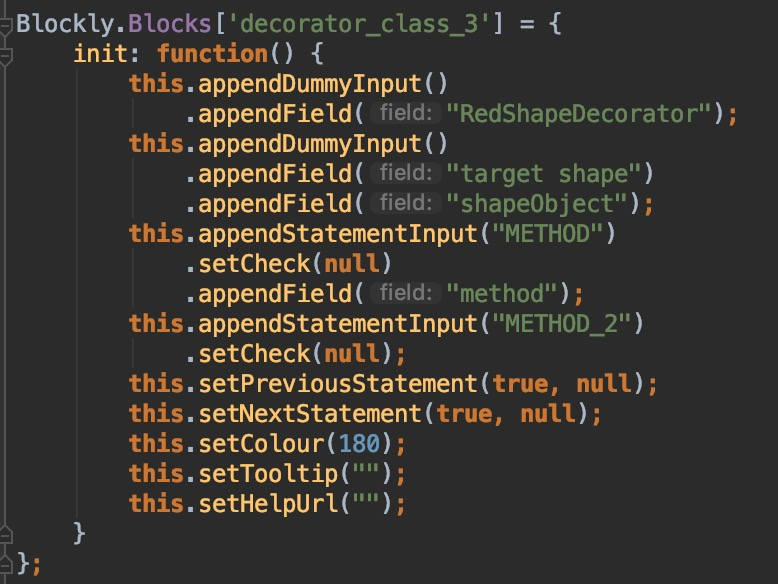 Blockly.Blocks['decorator_class_3'] = {
    init: function() {
        this.appendDummyInput()
            .appendField( field: "RedShapeDecorator");
        this.appendDummyInput()
            .appendField( field: "target shape")
            .appendField( field: "shapeObject");
        this.appendStatementInput("METHOD")
            .setCheck(null)
            .appendField( field: "method");
        this.appendStatementInput("METHOD_2")
            .setCheck(null);
        this.setPreviousStatement(true, null);
        this.setNextStatement(true, null);
        this.setColour(180);
        this.setTooltip("");
        this.setHelpUrl("");
    }
};